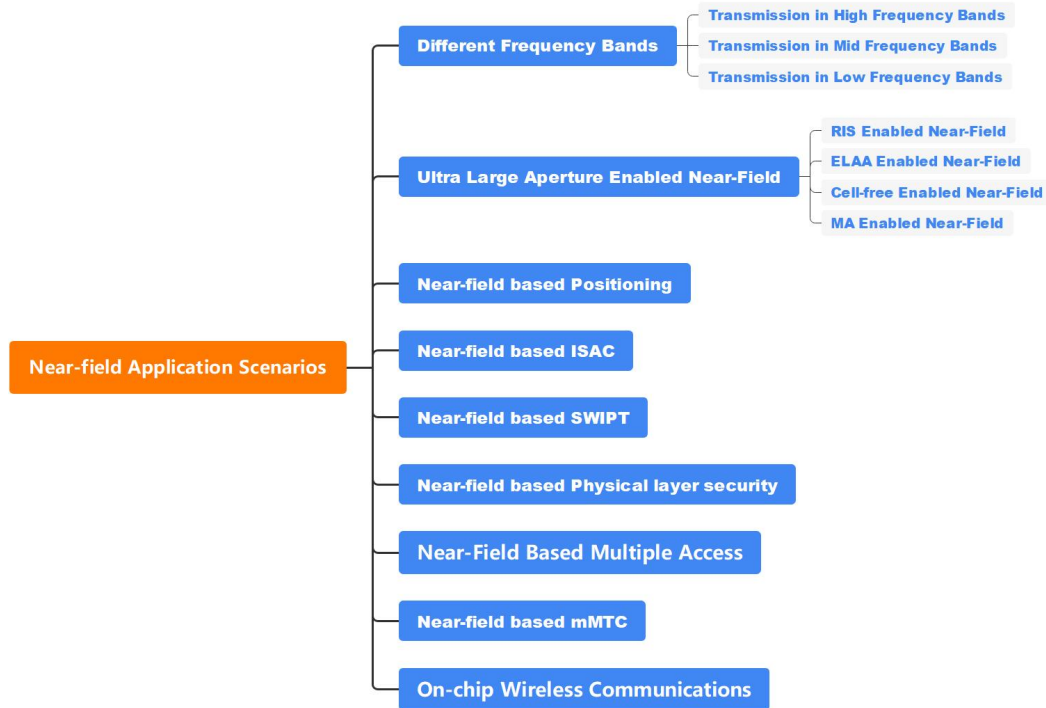 Near-field Application Scenarios
Different Frequency Bands
Transmission in High Frequency Bands
Transmission in Mid Frequency Bands
Transmission in Low Frequency Bands
Ultra Large Aperture Enabled Near-Field
RIS Enabled Near-Field
ELAA Enabled Near-Field
Cell-free Enabled Near-Field
MA Enabled Near-Field
Near-field based Positioning
Near-field based ISAC
Near-field based SWIPT
Near-field based Physical layer security
Near-Field Based Multiple Access
Near-field based mMTC
On-chip Wireless Communications